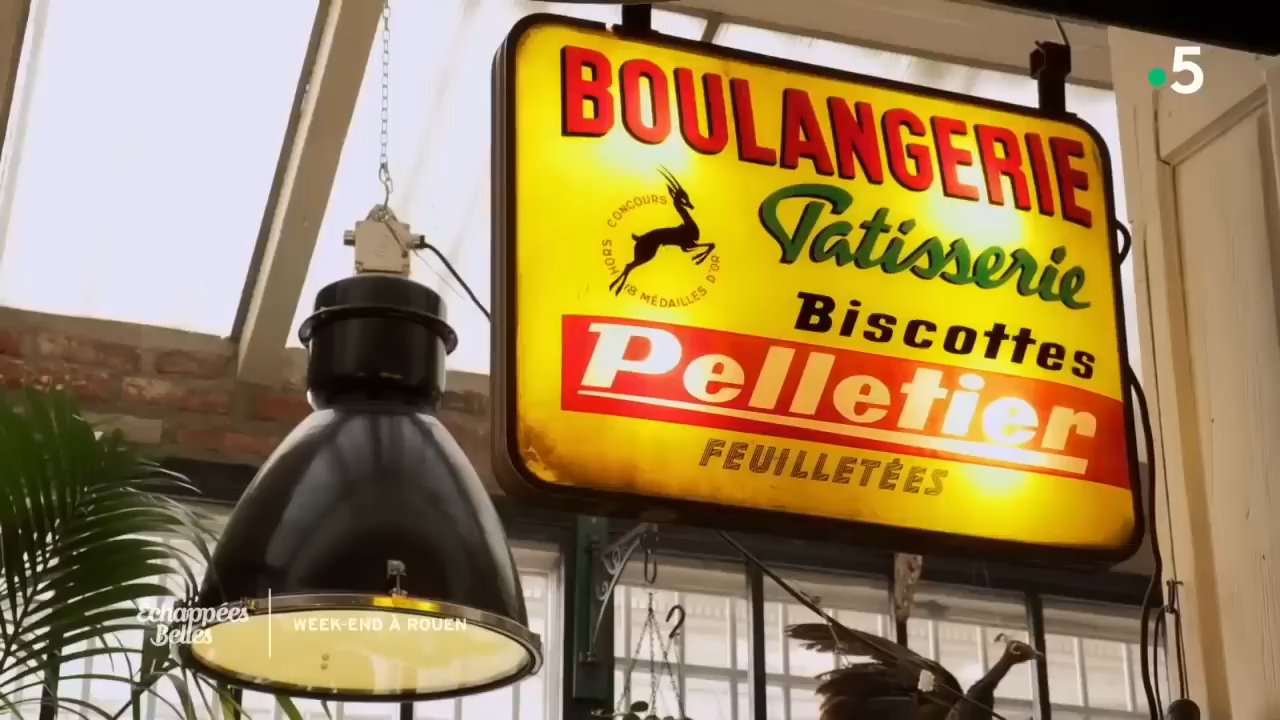 5
BOULANGERIE
Patisserie
HORS CONCOURS
18 MÉDAILLES D'OR
Biscottes
Pelletier
FEUILLETÉES
Echappées
Belles
WEEK-END À ROUEN